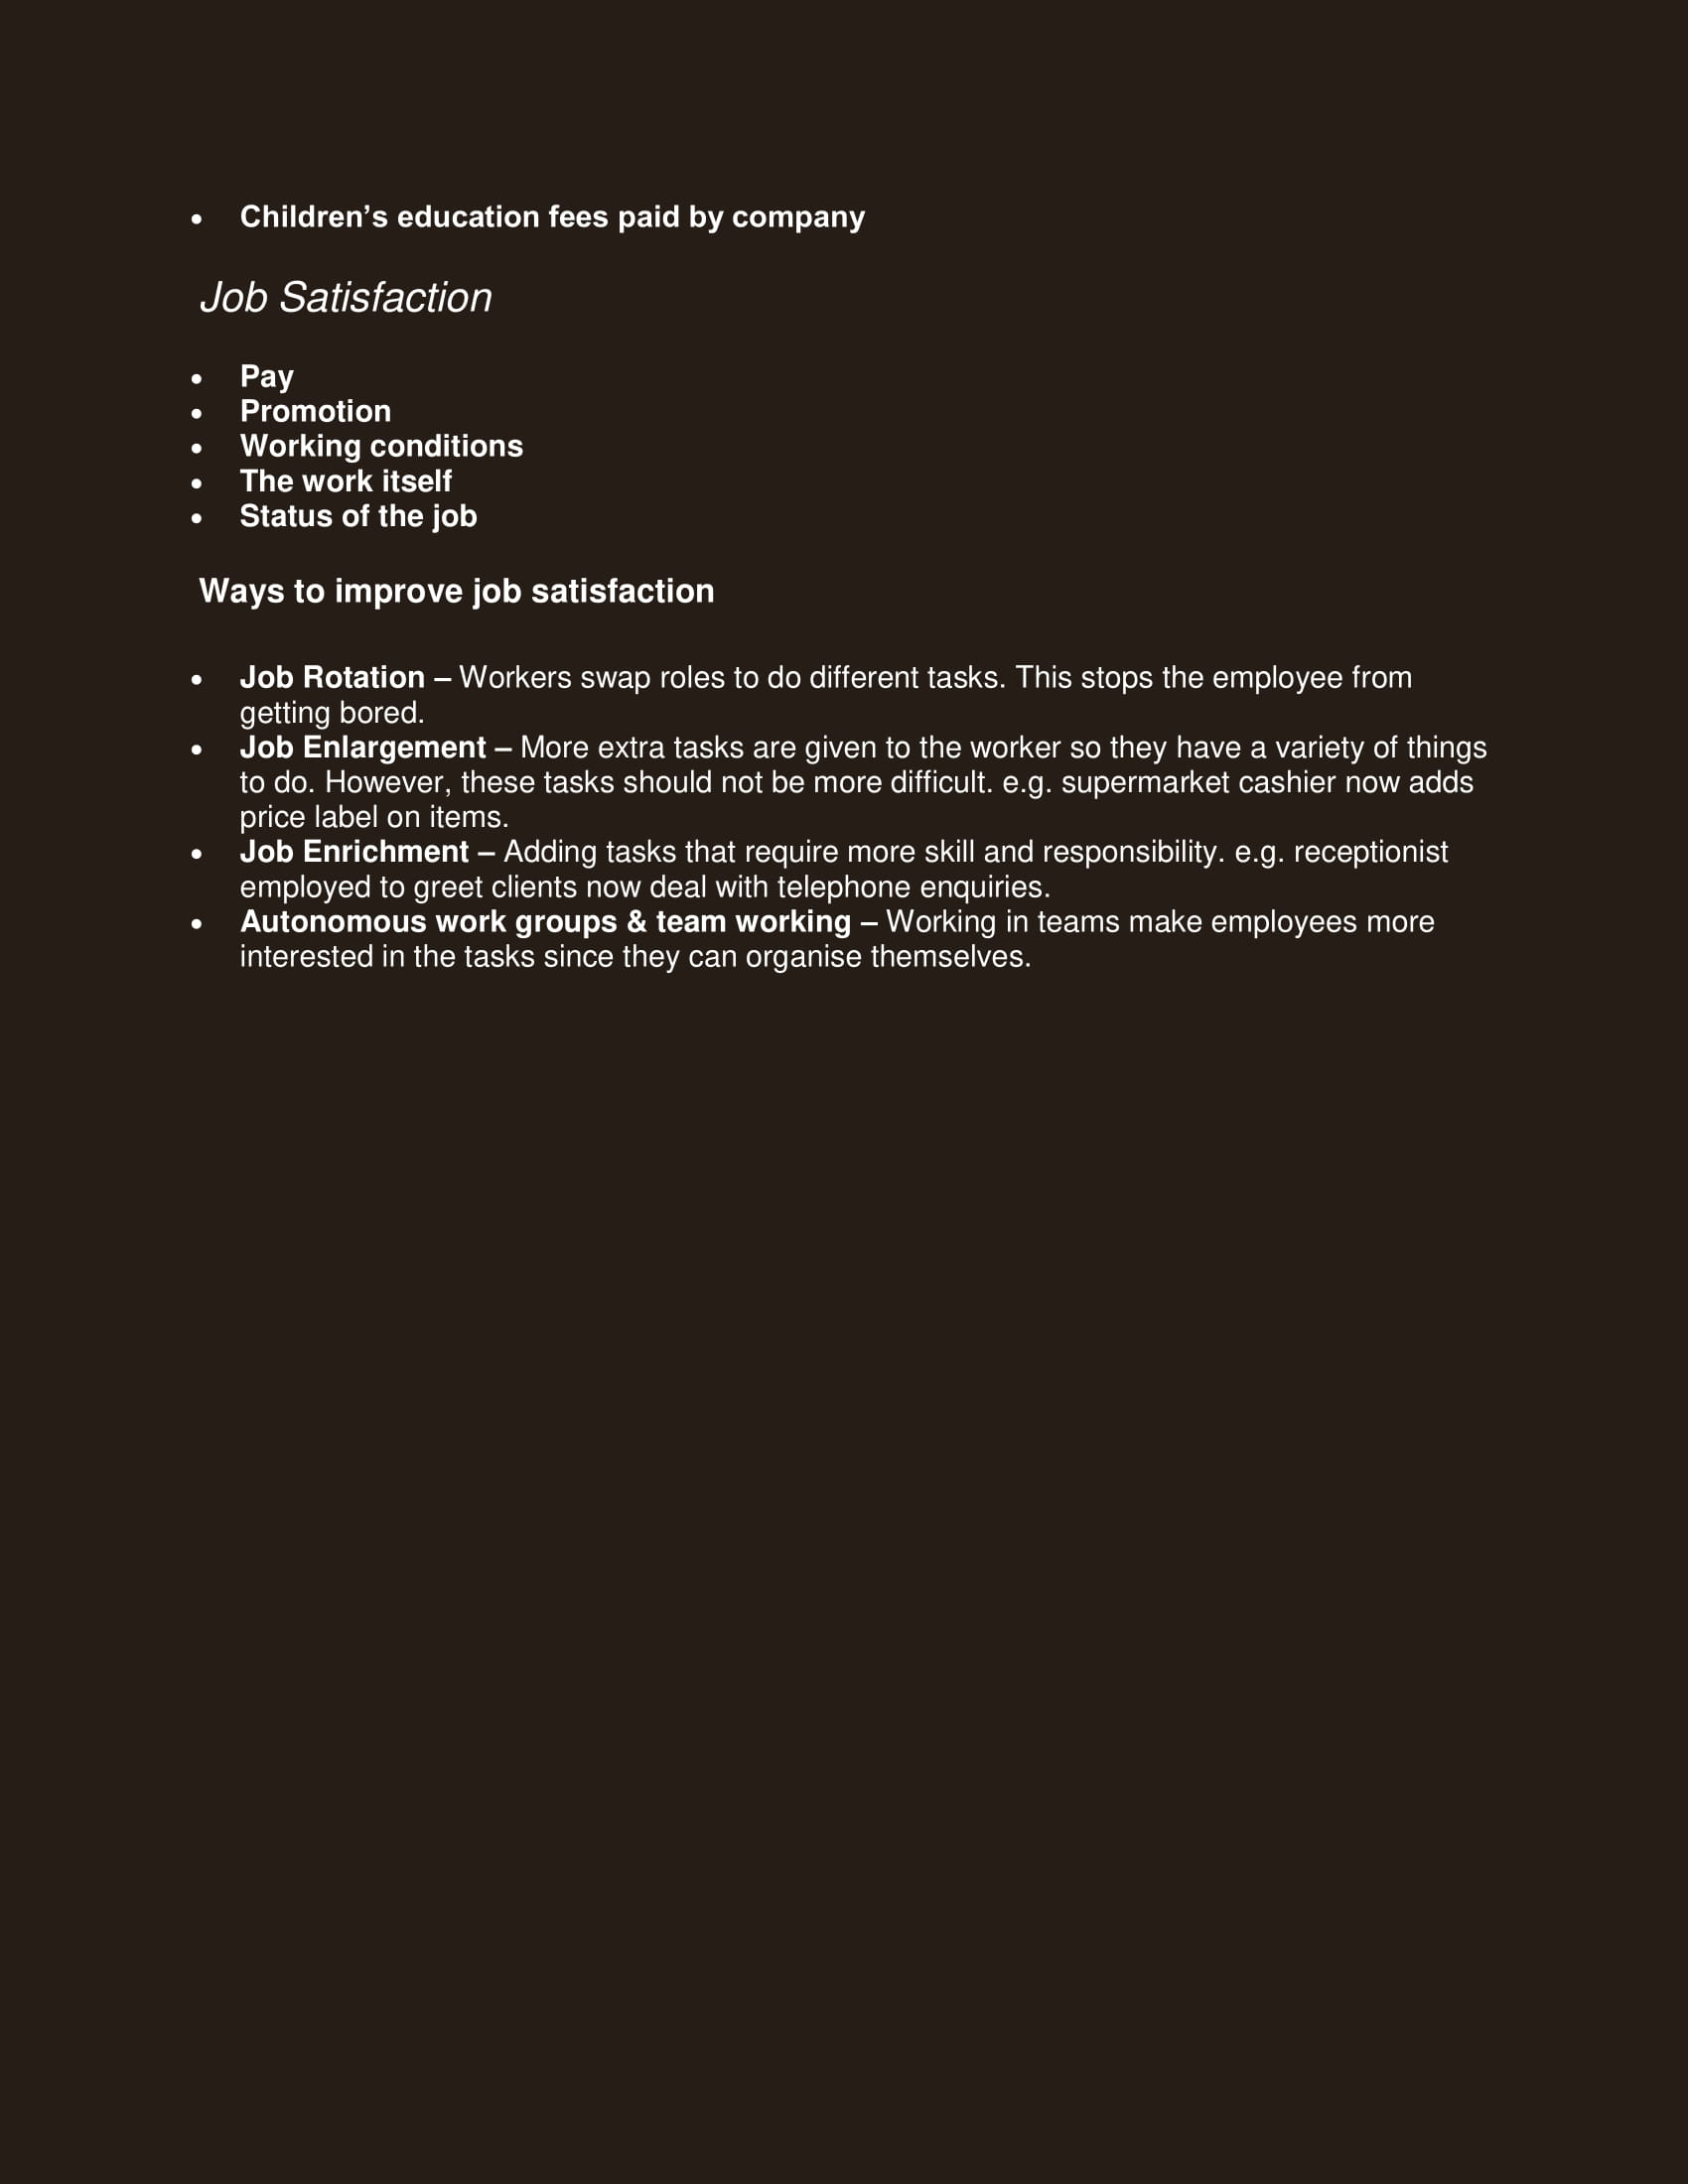 • Children’s education fees paid by company
Job Satisfaction
• Pay
• Promotion
• Working conditions
• The work itself
• Status of the job
Ways to improve job satisfaction
• Job Rotation – Workers swap roles to do different tasks. This stops the employee from
getting bored.
• Job Enlargement – More extra tasks are given to the worker so they have a variety of things
to do. However, these tasks should not be more difficult. e.g. supermarket cashier now adds
price label on items.
• Job Enrichment – Adding tasks that require more skill and responsibility. e.g. receptionist
employed to greet clients now deal with telephone enquiries.
• Autonomous work groups & team working – Working in teams make employees more
interested in the tasks since they can organise themselves.